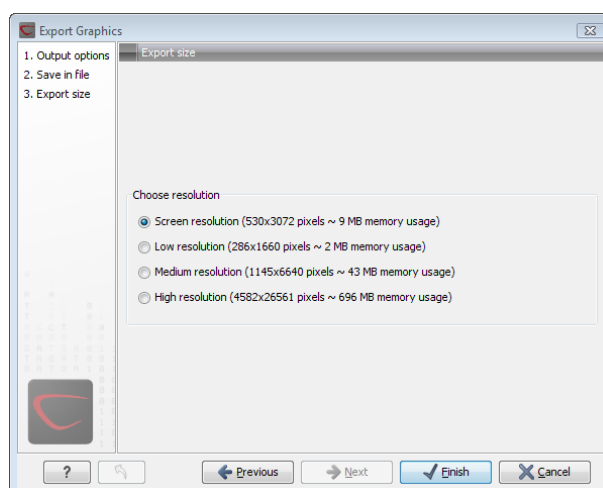 Export Graphics
1. Output options
2. Save in file
3. Export size
Export size
Choose resolution
Screen resolution (530x3072 pixels ~ 9 MB memory usage)
Low resolution (286x1660 pixels ~ 2 MB memory usage)
Medium resolution (1145x6640 pixels ~ 43 MB memory usage)
High resolution (4582x26561 pixels ~ 696 MB memory usage)
?
Previous
Next
Finish
Cancel